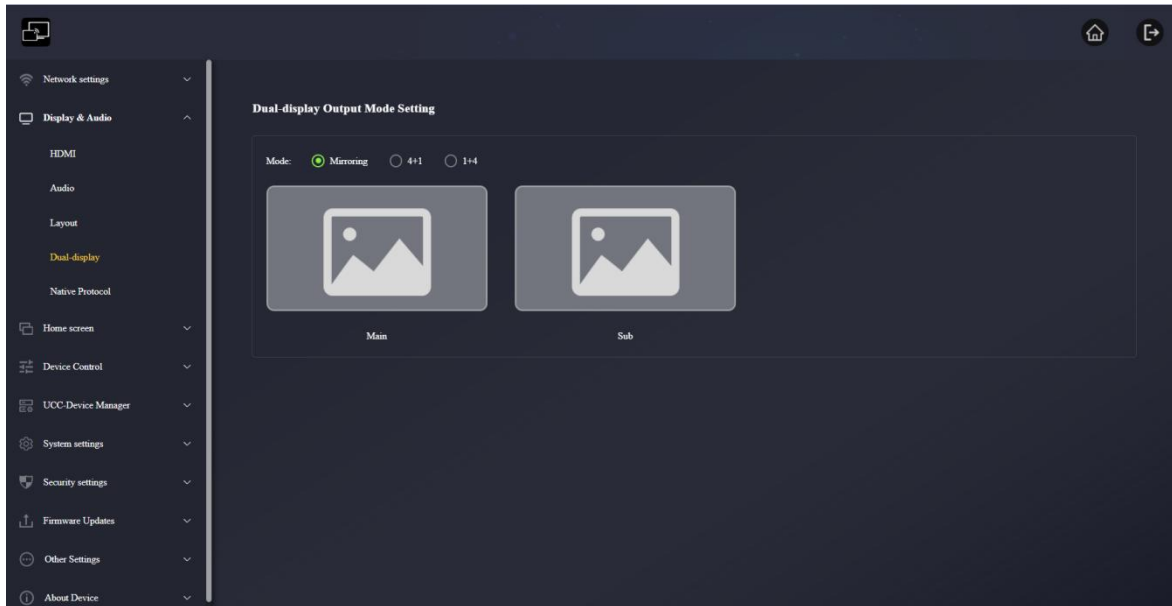 Network settings
Display & Audio
HDMI
Audio
Layout
Dual-display
Native Protocol
Home screen
Device Control
UCC-Device Manager
System settings
Security settings
Firmware Updates
Other Settings
About Device
Dual-display Output Mode Setting
Mode: Mirroring 4+1 1+4
Main Sub